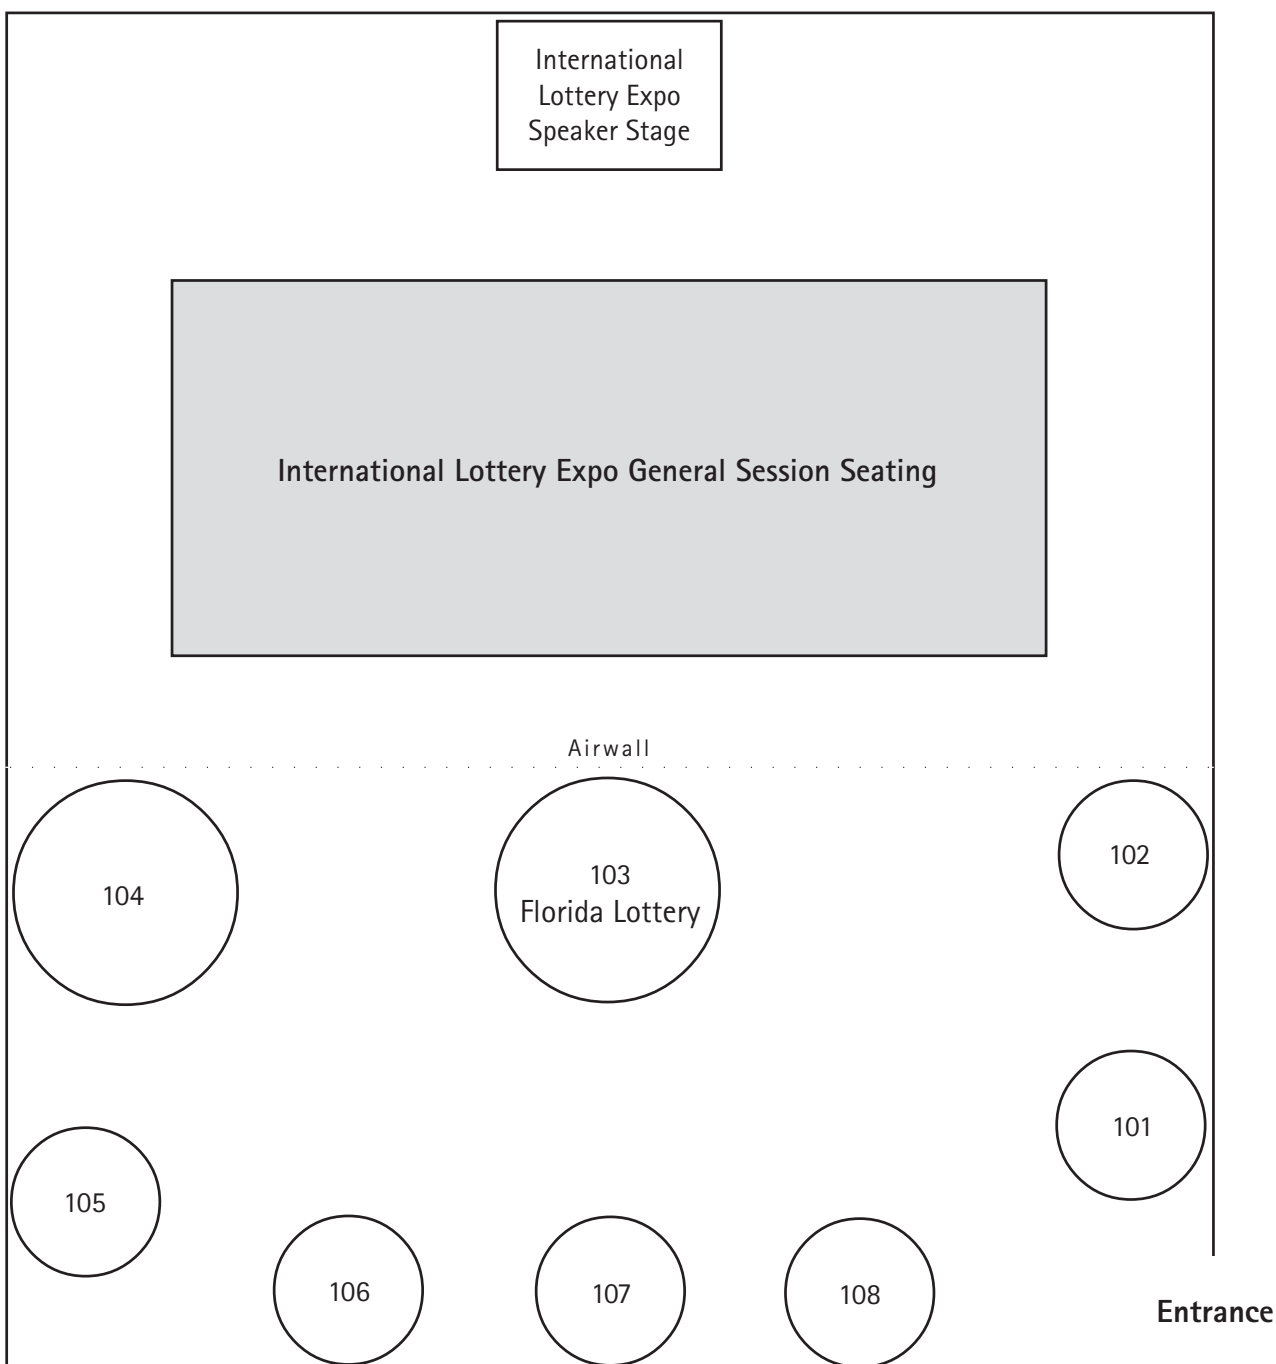 International
Lottery Expo
Speaker Stage
International Lottery Expo General Session Seating
Airwall
104
103
Florida Lottery
102
101
105
106
107
108
Entrance